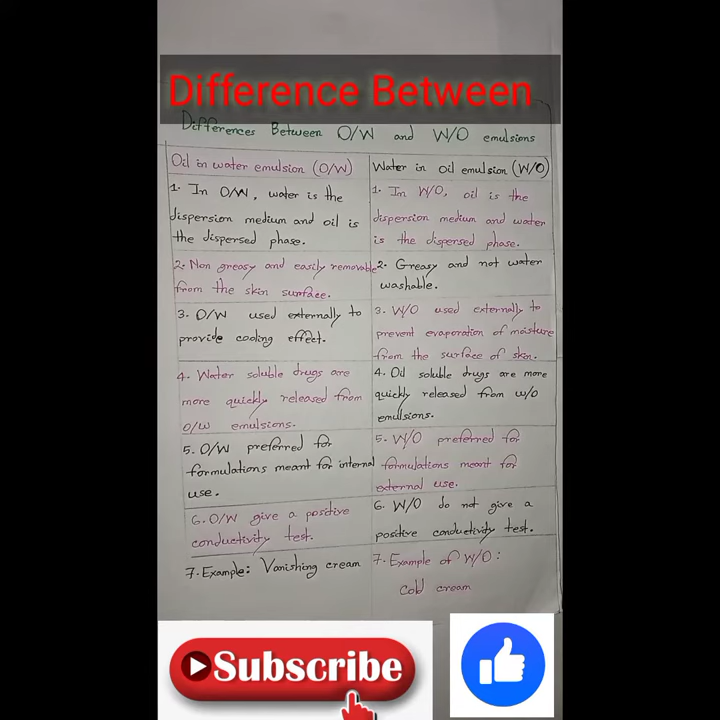 Difference Between
Differences Between O/W and W/O emulsions
Oil in water emulsion (O/W)
1. In O/W, water is the
dispersion medium and oil is
the dispersed phase.
2. Non greasy and easily removable
from the skin surface.
3. O/W used externally to
provide cooling effect.
4. Water soluble drugs are
more quickly released from
O/W emulsions.
5. O/W preferred for
formulations meant for internal
use.
6. O/W give a positive
conductivity test.
7. Example: Vanishing cream
Water in oil emulsion (W/O)
1. In W/O, oil is the
dispersion medium and water
is the dispersed phase.
2. Greasy and not water
washable.
3. W/O used externally to
prevent evaporation of moisture
from the surface of skin.
4. Oil soluble drugs are more
quickly released from w/o
emulsions.
5. W/O preferred for
formulations meant for
external use.
6. W/O do not give a
positive conductivity test.
7. Example of W/O:
Cold cream
Subscribe